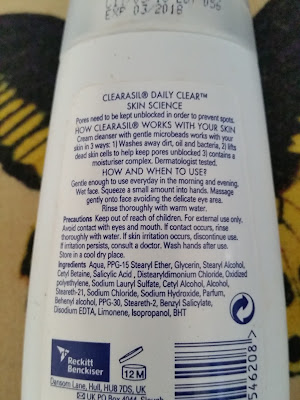 EXP 03/2018
CLEARASIL® DAILY CLEAR™
SKIN SCIENCE
Pores need to be kept unblocked in order to prevent spots.
HOW CLEARASIL® WORKS WITH YOUR SKIN
Cream cleanser with gentle microbeads works with your
skin in 3 ways: 1) Washes away dirt, oil and bacteria, 2) lifts
dead skin cells to help keep pores unblocked 3) contains a
moisturiser complex. Dermatologist tested.
HOW AND WHEN TO USE?
Gentle enough to use everyday in the morning and evening.
Wet face. Squeeze a small amount into hands. Massage
gently onto face avoiding the delicate eye area.
Rinse thoroughly with warm water.
Precautions Keep out of reach of children. For external use only.
Avoid contact with eyes and mouth. If contact occurs, rinse
thoroughly with water. If skin irritation occurs, discontinue use.
If irritation persists, consult a doctor. Wash hands after use.
Store in a cool dry place.
Ingredients Aqua, PPG-15 Stearyl Ether, Glycerin, Stearyl Alcohol,
Cetyl Betaine, Salicylic Acid, Distearyldimonium Chloride, Oxidized
polyethylene, Sodium Lauryl Sulfate, Cetyl Alcohol, Alcohol,
Steareth-21, Sodium Chloride, Sodium Hydroxide, Parfum,
Behenyl alcohol, PPG-30, Steareth-2, Benzyl Salicylate,
Disodium EDTA, Limonene, Isopropanol, BHT
Reckitt
Benckiser
12 M
546208
Dansom Lane, Hull, HU8 7DS, UK
UK PO Box 4044, Slough